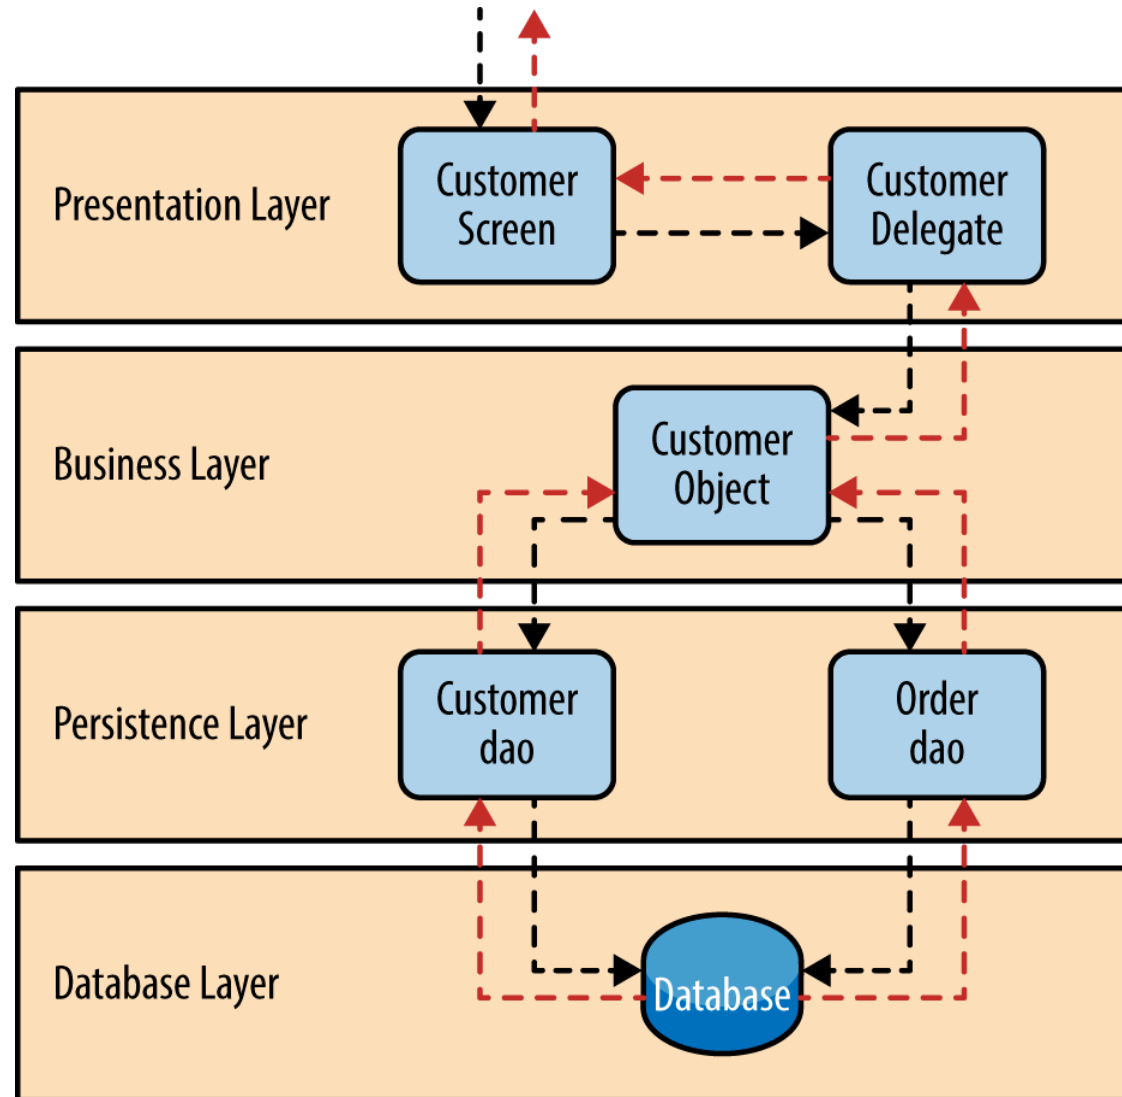 Presentation Layer
Customer
Screen
Customer
Delegate
Business Layer
Customer
Object
Persistence Layer
Customer
dao
Order
dao
Database Layer
Database